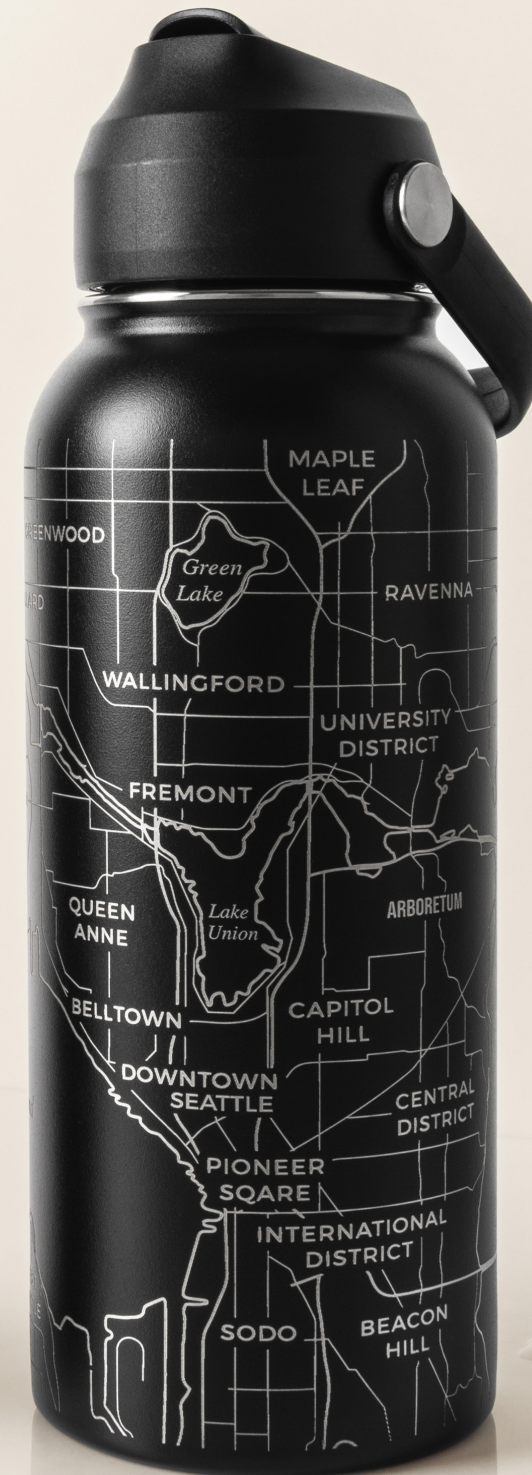 MAPLE
LEAF
Green
Lake
RAVENNA
WALLINGFORD
UNIVERSITY
DISTRICT
FREMONT
QUEEN
ANNE
Lake
Union
ARBORETUM
BELLTOWN
CAPITOL
HILL
DOWNTOWN
SEATTLE
CENTRAL
DISTRICT
PIONEER
SQARE
INTERNATIONAL
DISTRICT
SODO
BEACON
HILL